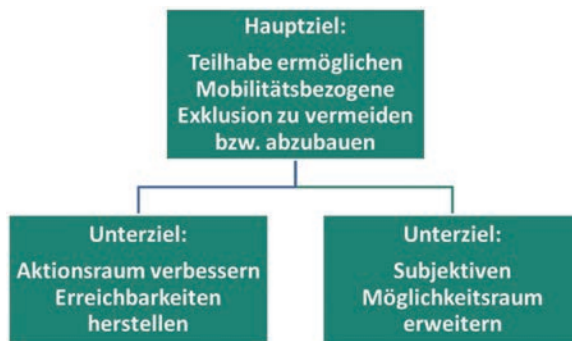 Hauptziel:
Teilhabe ermöglichen
Mobilitätsbezogene
Exklusion zu vermeiden
bzw. abzubauen
Unterziel:
Aktionsraum verbessern
Erreichbarkeiten
herstellen
Unterziel:
Subjektiven
Möglichkeitsraum
erweitern